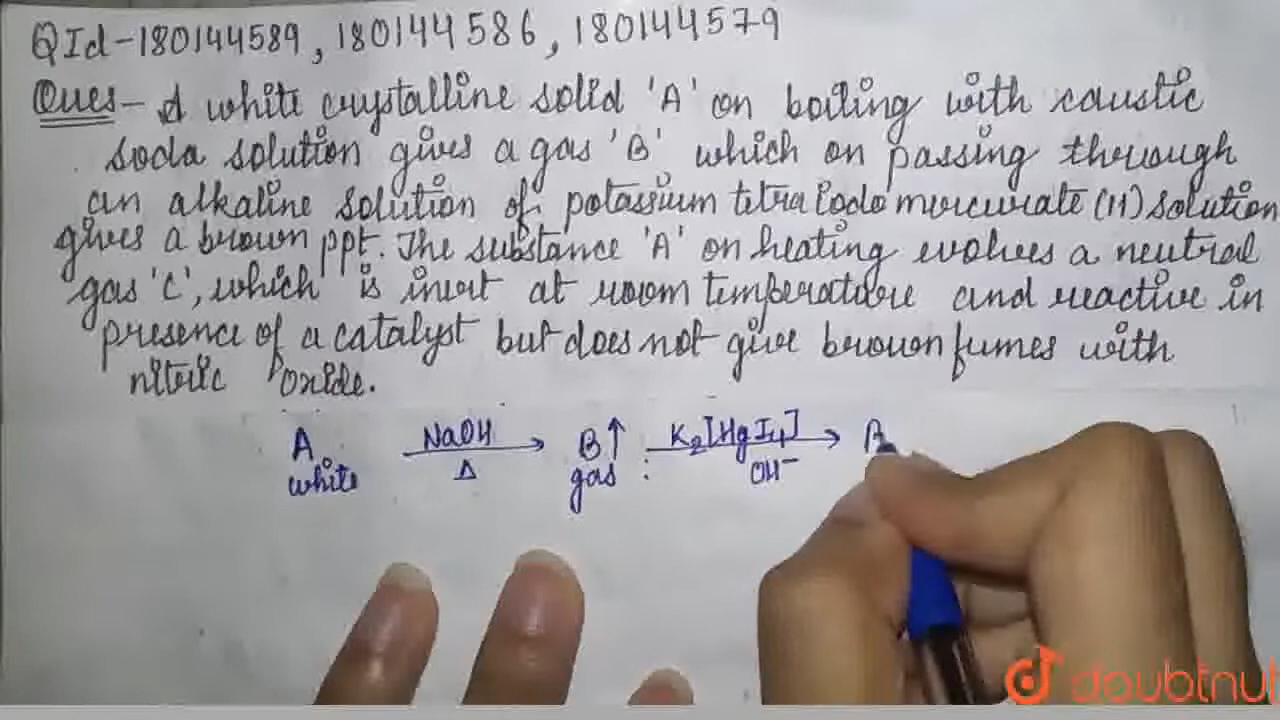 QId-180144589, 180144586, 180144579
Ques- A white crystalline solid 'A' on boiling with caustic
soda solution gives a gas 'B' which on passing through
an alkaline solution of potassium tetra iodo mercurate (II) solution
gives a brown ppt. The substance 'A' on heating evolves a neutral
gas 'C', which is inert at room temperature and reactive in
presence of a catalyst but does not give brown fumes with
nitric oxide.
A NaOH B↑ K2[HgI4] B
white Δ gas : OH-
doubtnut